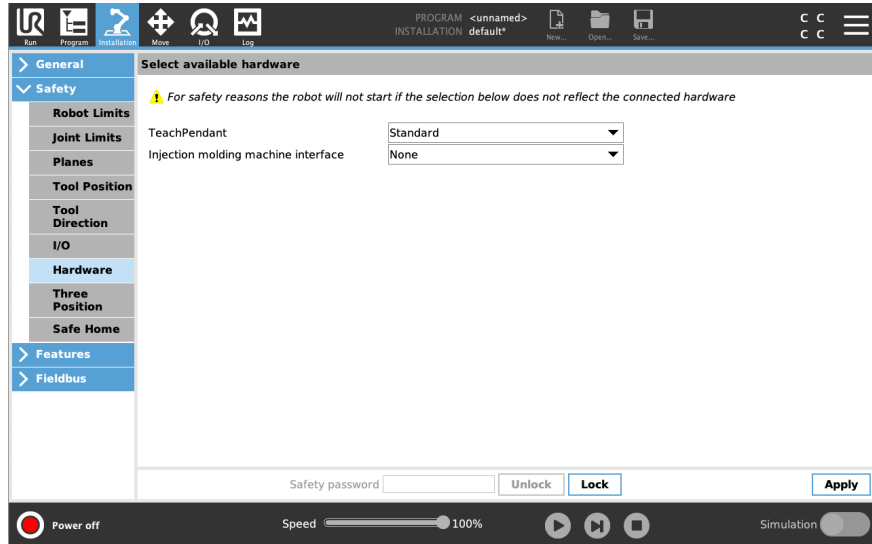 UR
PROGRAM <unnamed>
INSTALLATION default*
C C
C C
Run Program Installation Move I/O Log New... Open... Save...
General
Safety
Robot Limits
Joint Limits
Planes
Tool Position
Tool
Direction
I/O
Hardware
Three
Position
Safe Home
Features
Fieldbus
Select available hardware
! For safety reasons the robot will not start if the selection below does not reflect the connected hardware
TeachPendant Standard
Injection molding machine interface None
Safety password Unlock Lock Apply
Power off Speed 100% Simulation